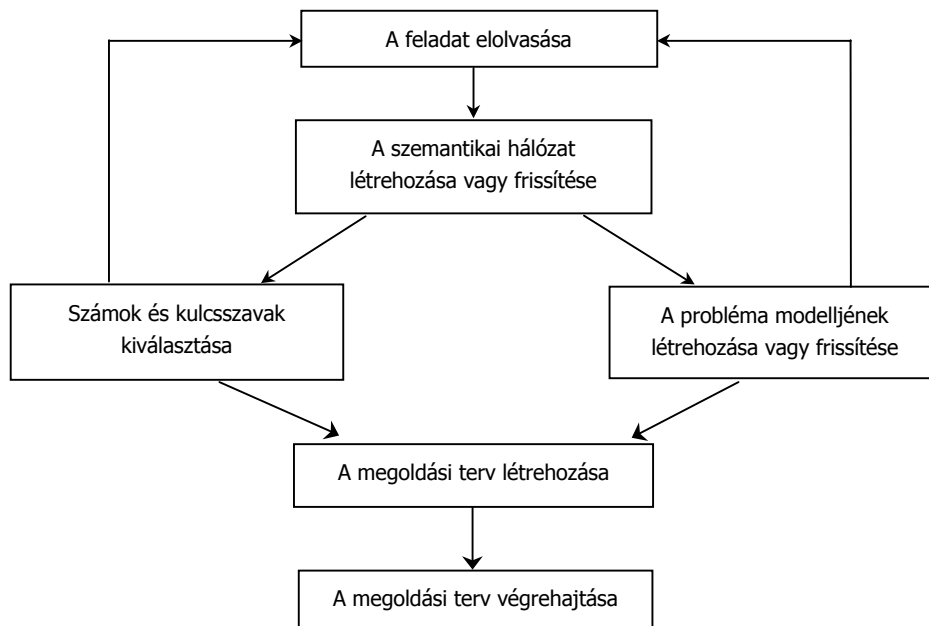 A feladat elolvasása
A szemantikai hálózat
létrehozása vagy frissítése
Számok és kulcsszavak
kiválasztása
A probléma modelljének
létrehozása vagy frissítése
A megoldási terv létrehozása
A megoldási terv végrehajtása